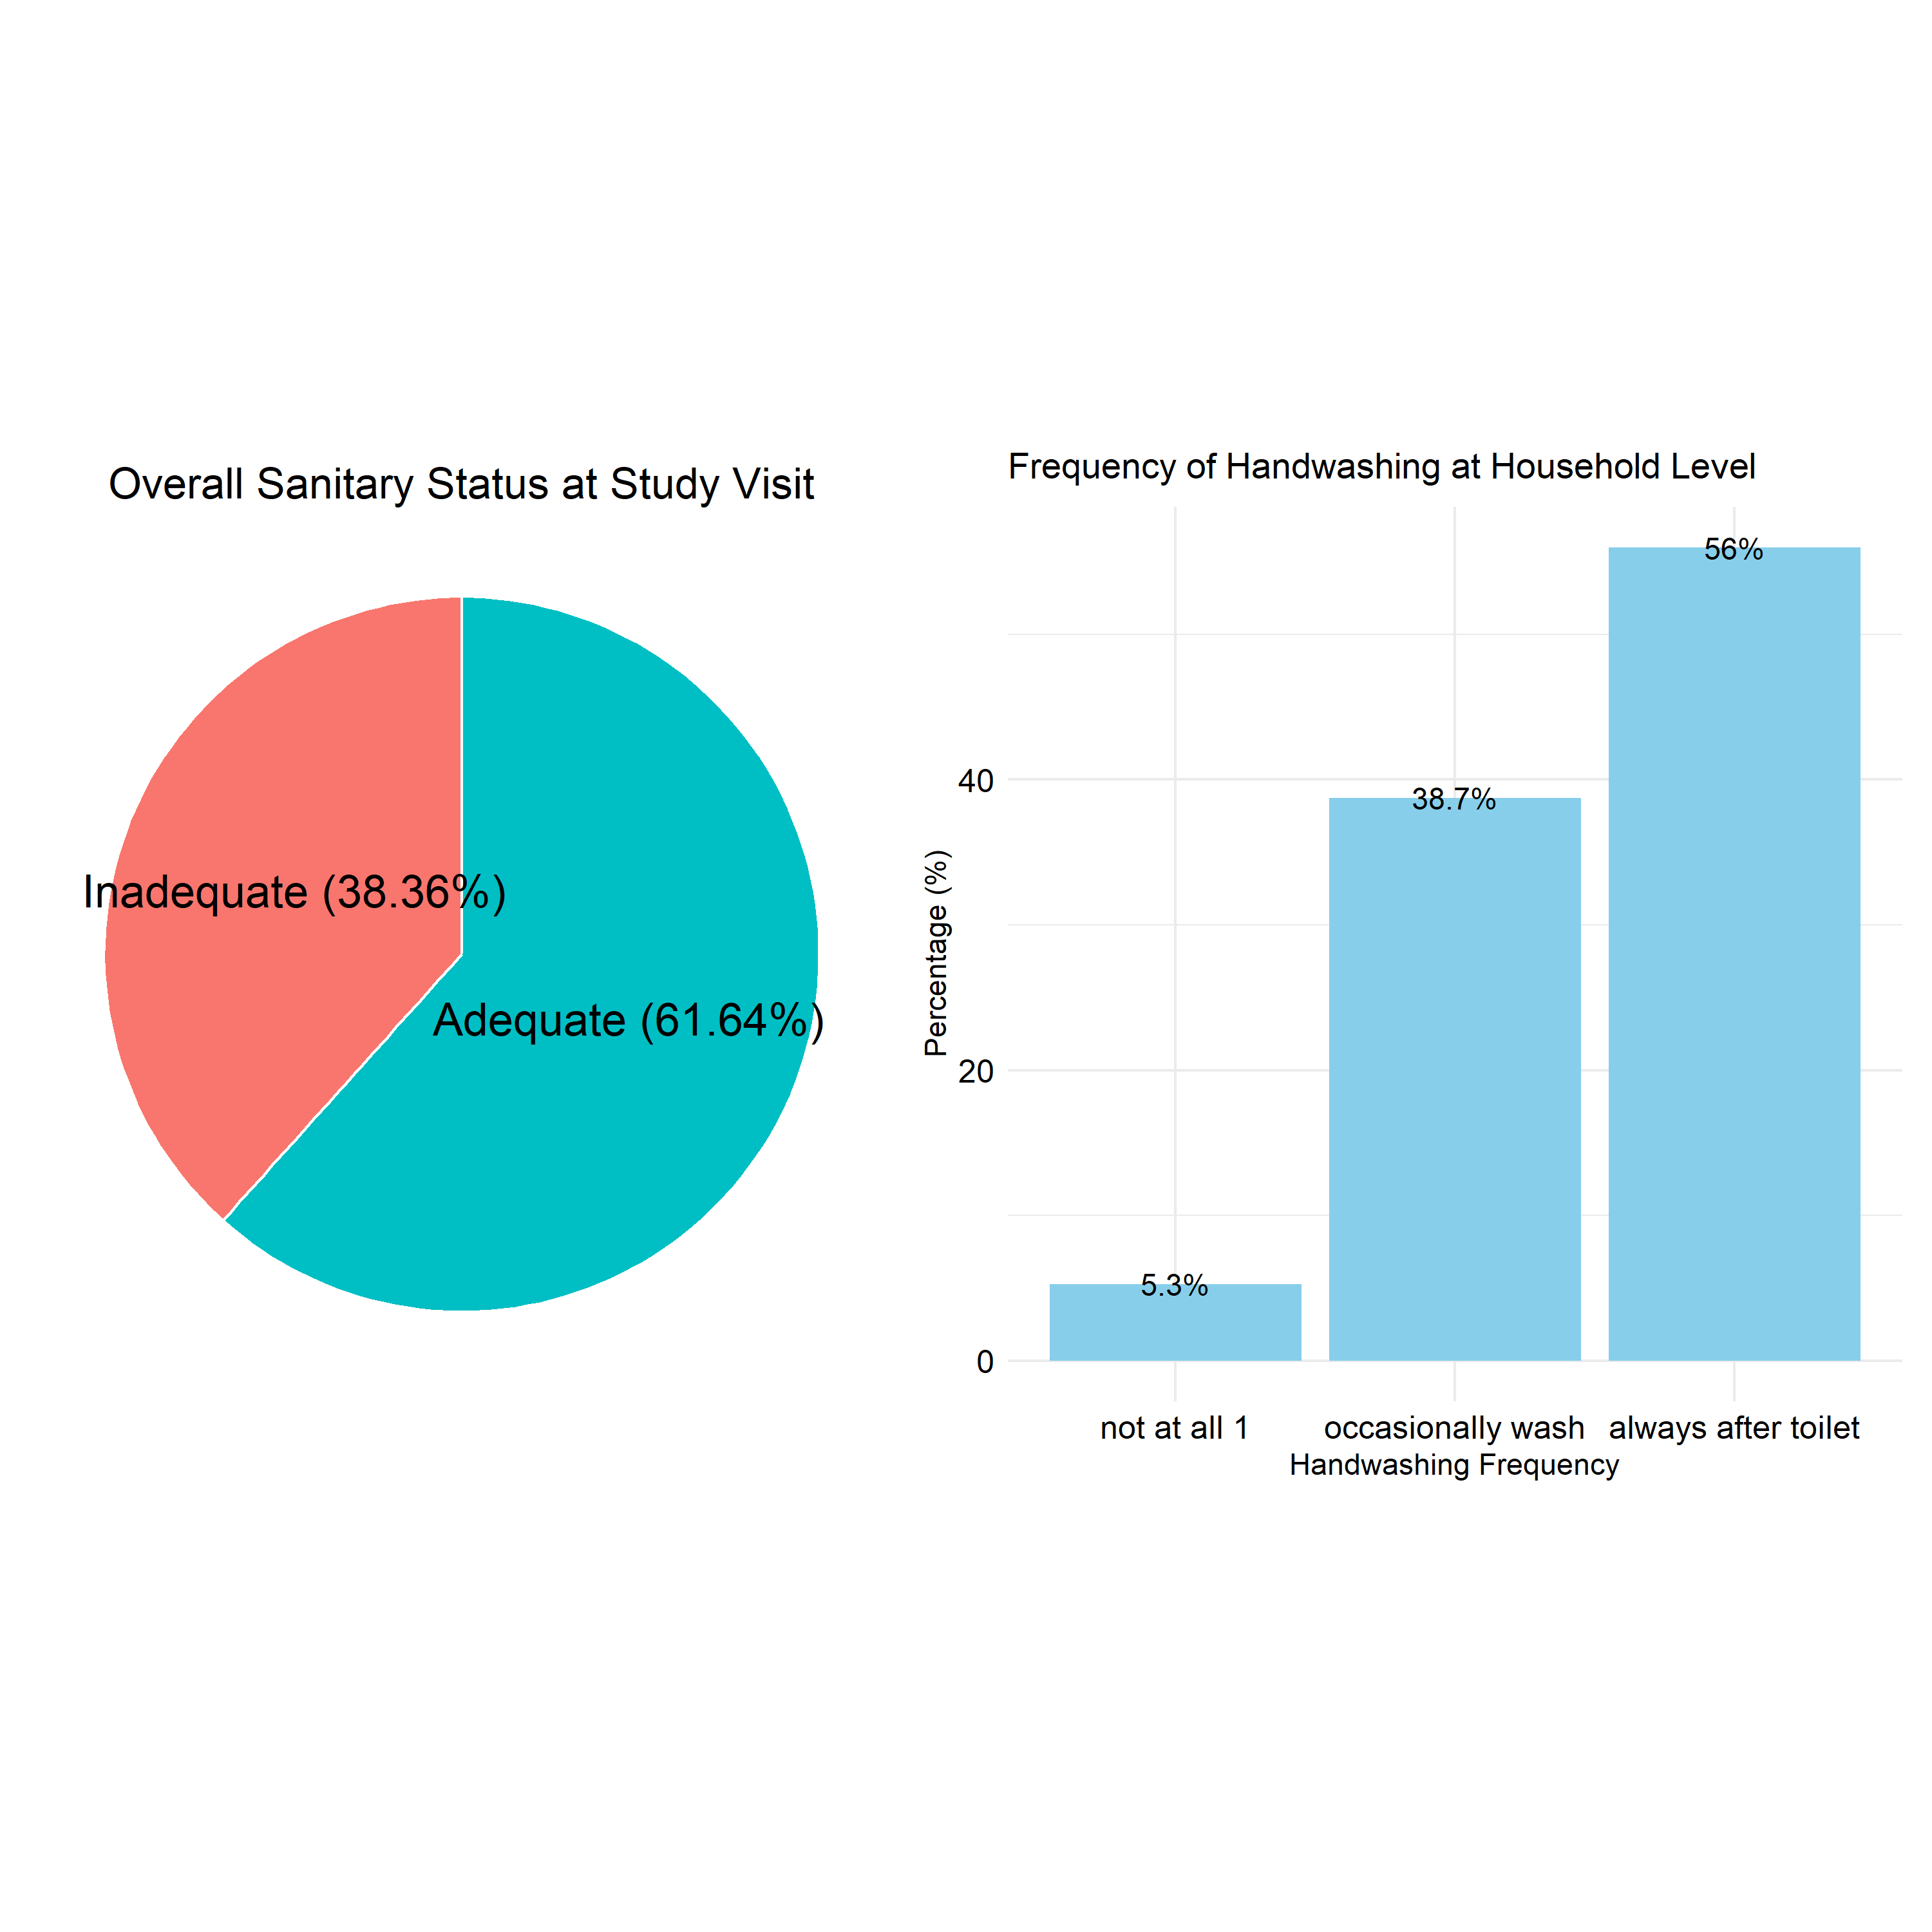 Overall Sanitary Status at Study Visit
Inadequate (38.36%)
Adequate (61.64%)
Frequency of Handwashing at Household Level
56%
38.7%
5.3%
Percentage (%)
40
20
0
not at all 1
occasionally wash
always after toilet
Handwashing Frequency